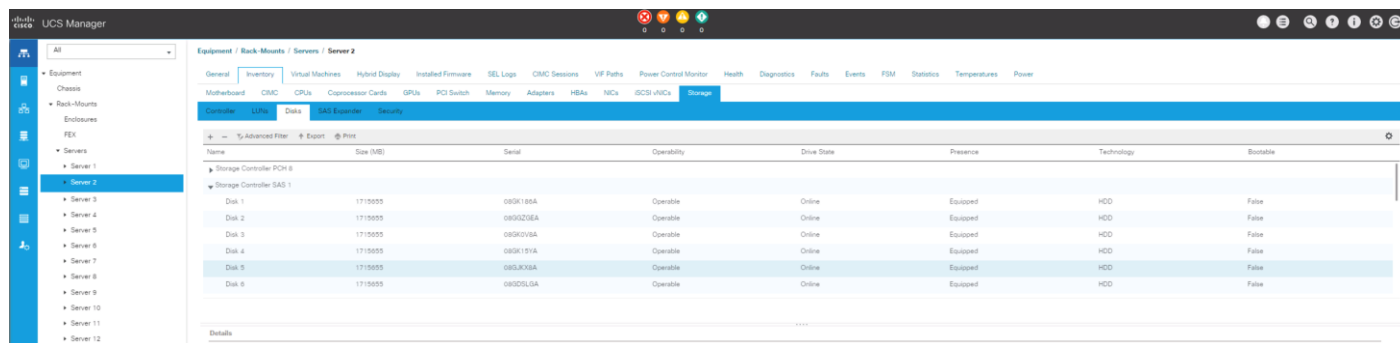 CISCO UCS Manager
0 0 0 0
All
Equipment / Rack-Mounts / Servers / Server 2
General Inventory Virtual Machines Hybrid Display Installed Firmware SEL Logs CIMC Sessions VIF Paths Power Control Monitor Health Diagnostics Faults Events FSM Statistics Temperatures Power
Motherboard CIMC CPUs Coprocessor Cards GPUs PCI Switch Memory Adapters HBAs NICs iSCSI vNICs Storage
Controller LUNs Disks SAS Expander Security
Equipment
Chassis
Rack-Mounts
Enclosures
FEX
Servers
Server 1
Server 2
Server 3
Server 4
Server 5
Server 6
Server 7
Server 8
Server 9
Server 10
Server 11
Server 12
+ − Advanced Filter Export Print
Name Size (MB) Serial Operability Drive State Presence Technology Bootable
Storage Controller PCH 8
Storage Controller SAS 1
Disk 1 1715655 08GK186A Operable Online Equipped HDD False
Disk 2 1715655 08GGZGEA Operable Online Equipped HDD False
Disk 3 1715655 08GK0V8A Operable Online Equipped HDD False
Disk 4 1715655 08GK15YA Operable Online Equipped HDD False
Disk 5 1715655 08GJKX8A Operable Online Equipped HDD False
Disk 6 1715655 08GDSLGA Operable Online Equipped HDD False
Details